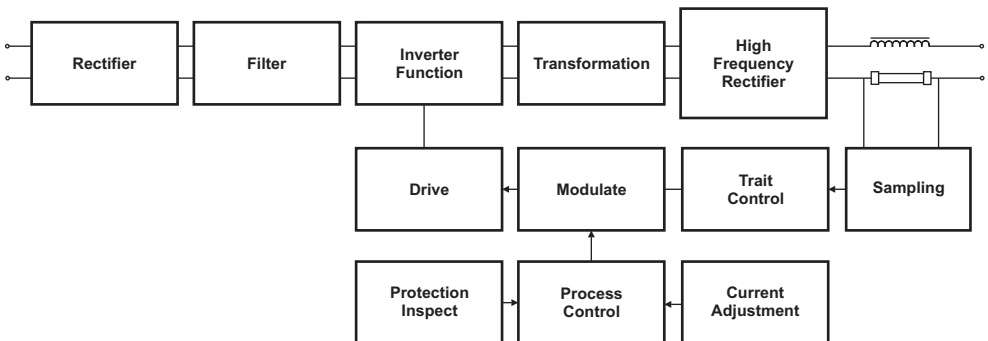 Rectifier
Filter
Inverter
Function
Transformation
High
Frequency
Rectifier
Drive
Modulate
Trait
Control
Sampling
Protection
Inspect
Process
Control
Current
Adjustment